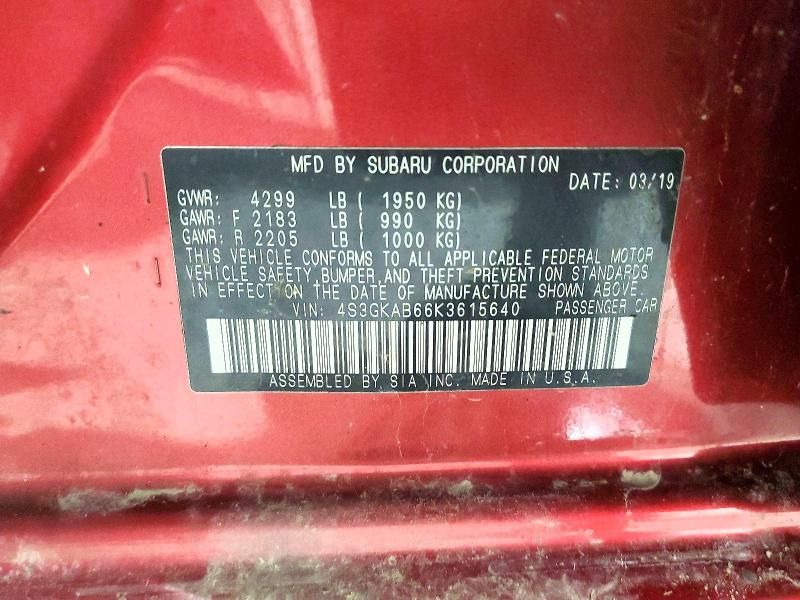 MFD BY SUBARU CORPORATION
DATE: 03/19
GVWR: 4299 LB ( 1950 KG)
GAWR: F 2183 LB ( 990 KG)
GAWR: R 2205 LB ( 1000 KG)
THIS VEHICLE CONFORMS TO ALL APPLICABLE FEDERAL MOTOR
VEHICLE SAFETY, BUMPER, AND THEFT PREVENTION STANDARDS
IN EFFECT ON THE DATE OF MANUFACTURE SHOWN ABOVE.
VIN: 4S3GKAB66K3615640 PASSENGER CAR
ASSEMBLED BY SIA INC. MADE IN U.S.A.